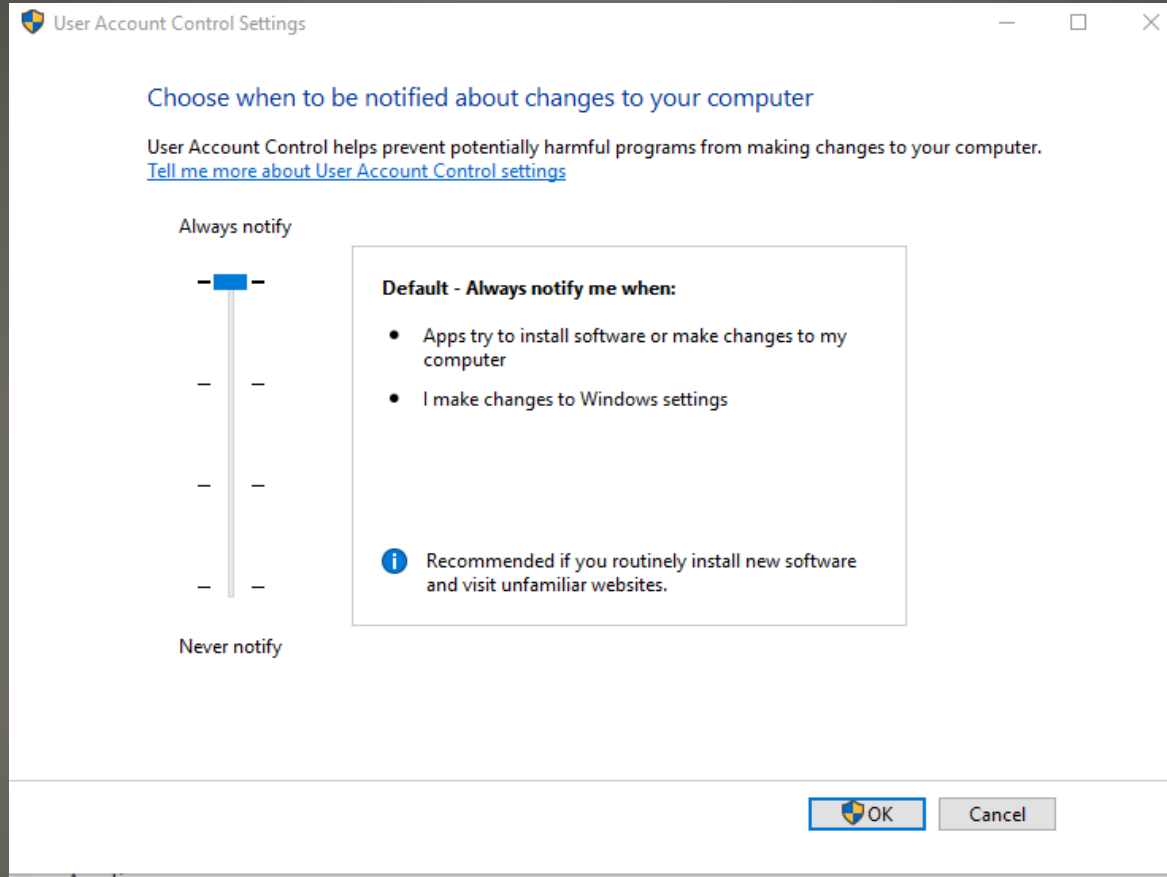 User Account Control Settings
Choose when to be notified about changes to your computer
User Account Control helps prevent potentially harmful programs from making changes to your computer.
Tell me more about User Account Control settings
Always notify
Default - Always notify me when:
• Apps try to install software or make changes to my
computer
• I make changes to Windows settings
Recommended if you routinely install new software
and visit unfamiliar websites.
Never notify
OK
Cancel